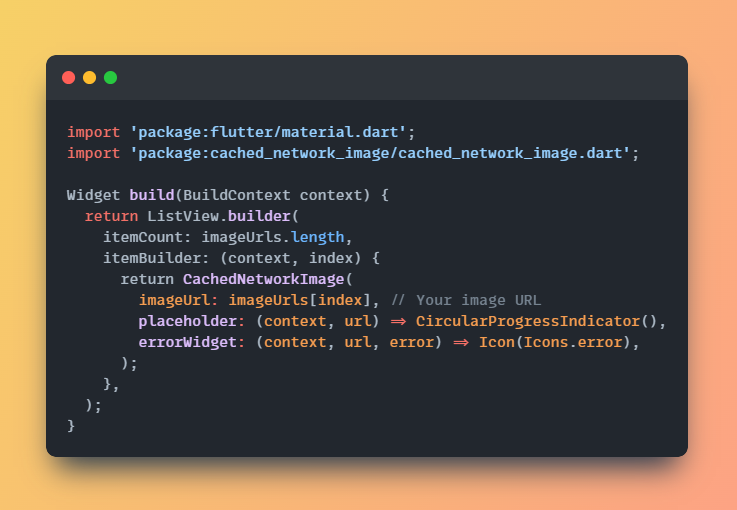 import 'package:flutter/material.dart';
import 'package:cached_network_image/cached_network_image.dart';

Widget build(BuildContext context) {
  return ListView.builder(
    itemCount: imageUrls.length,
    itemBuilder: (context, index) {
      return CachedNetworkImage(
        imageUrl: imageUrls[index], // Your image URL
        placeholder: (context, url) => CircularProgressIndicator(),
        errorWidget: (context, url, error) => Icon(Icons.error),
      );
    },
  );
}